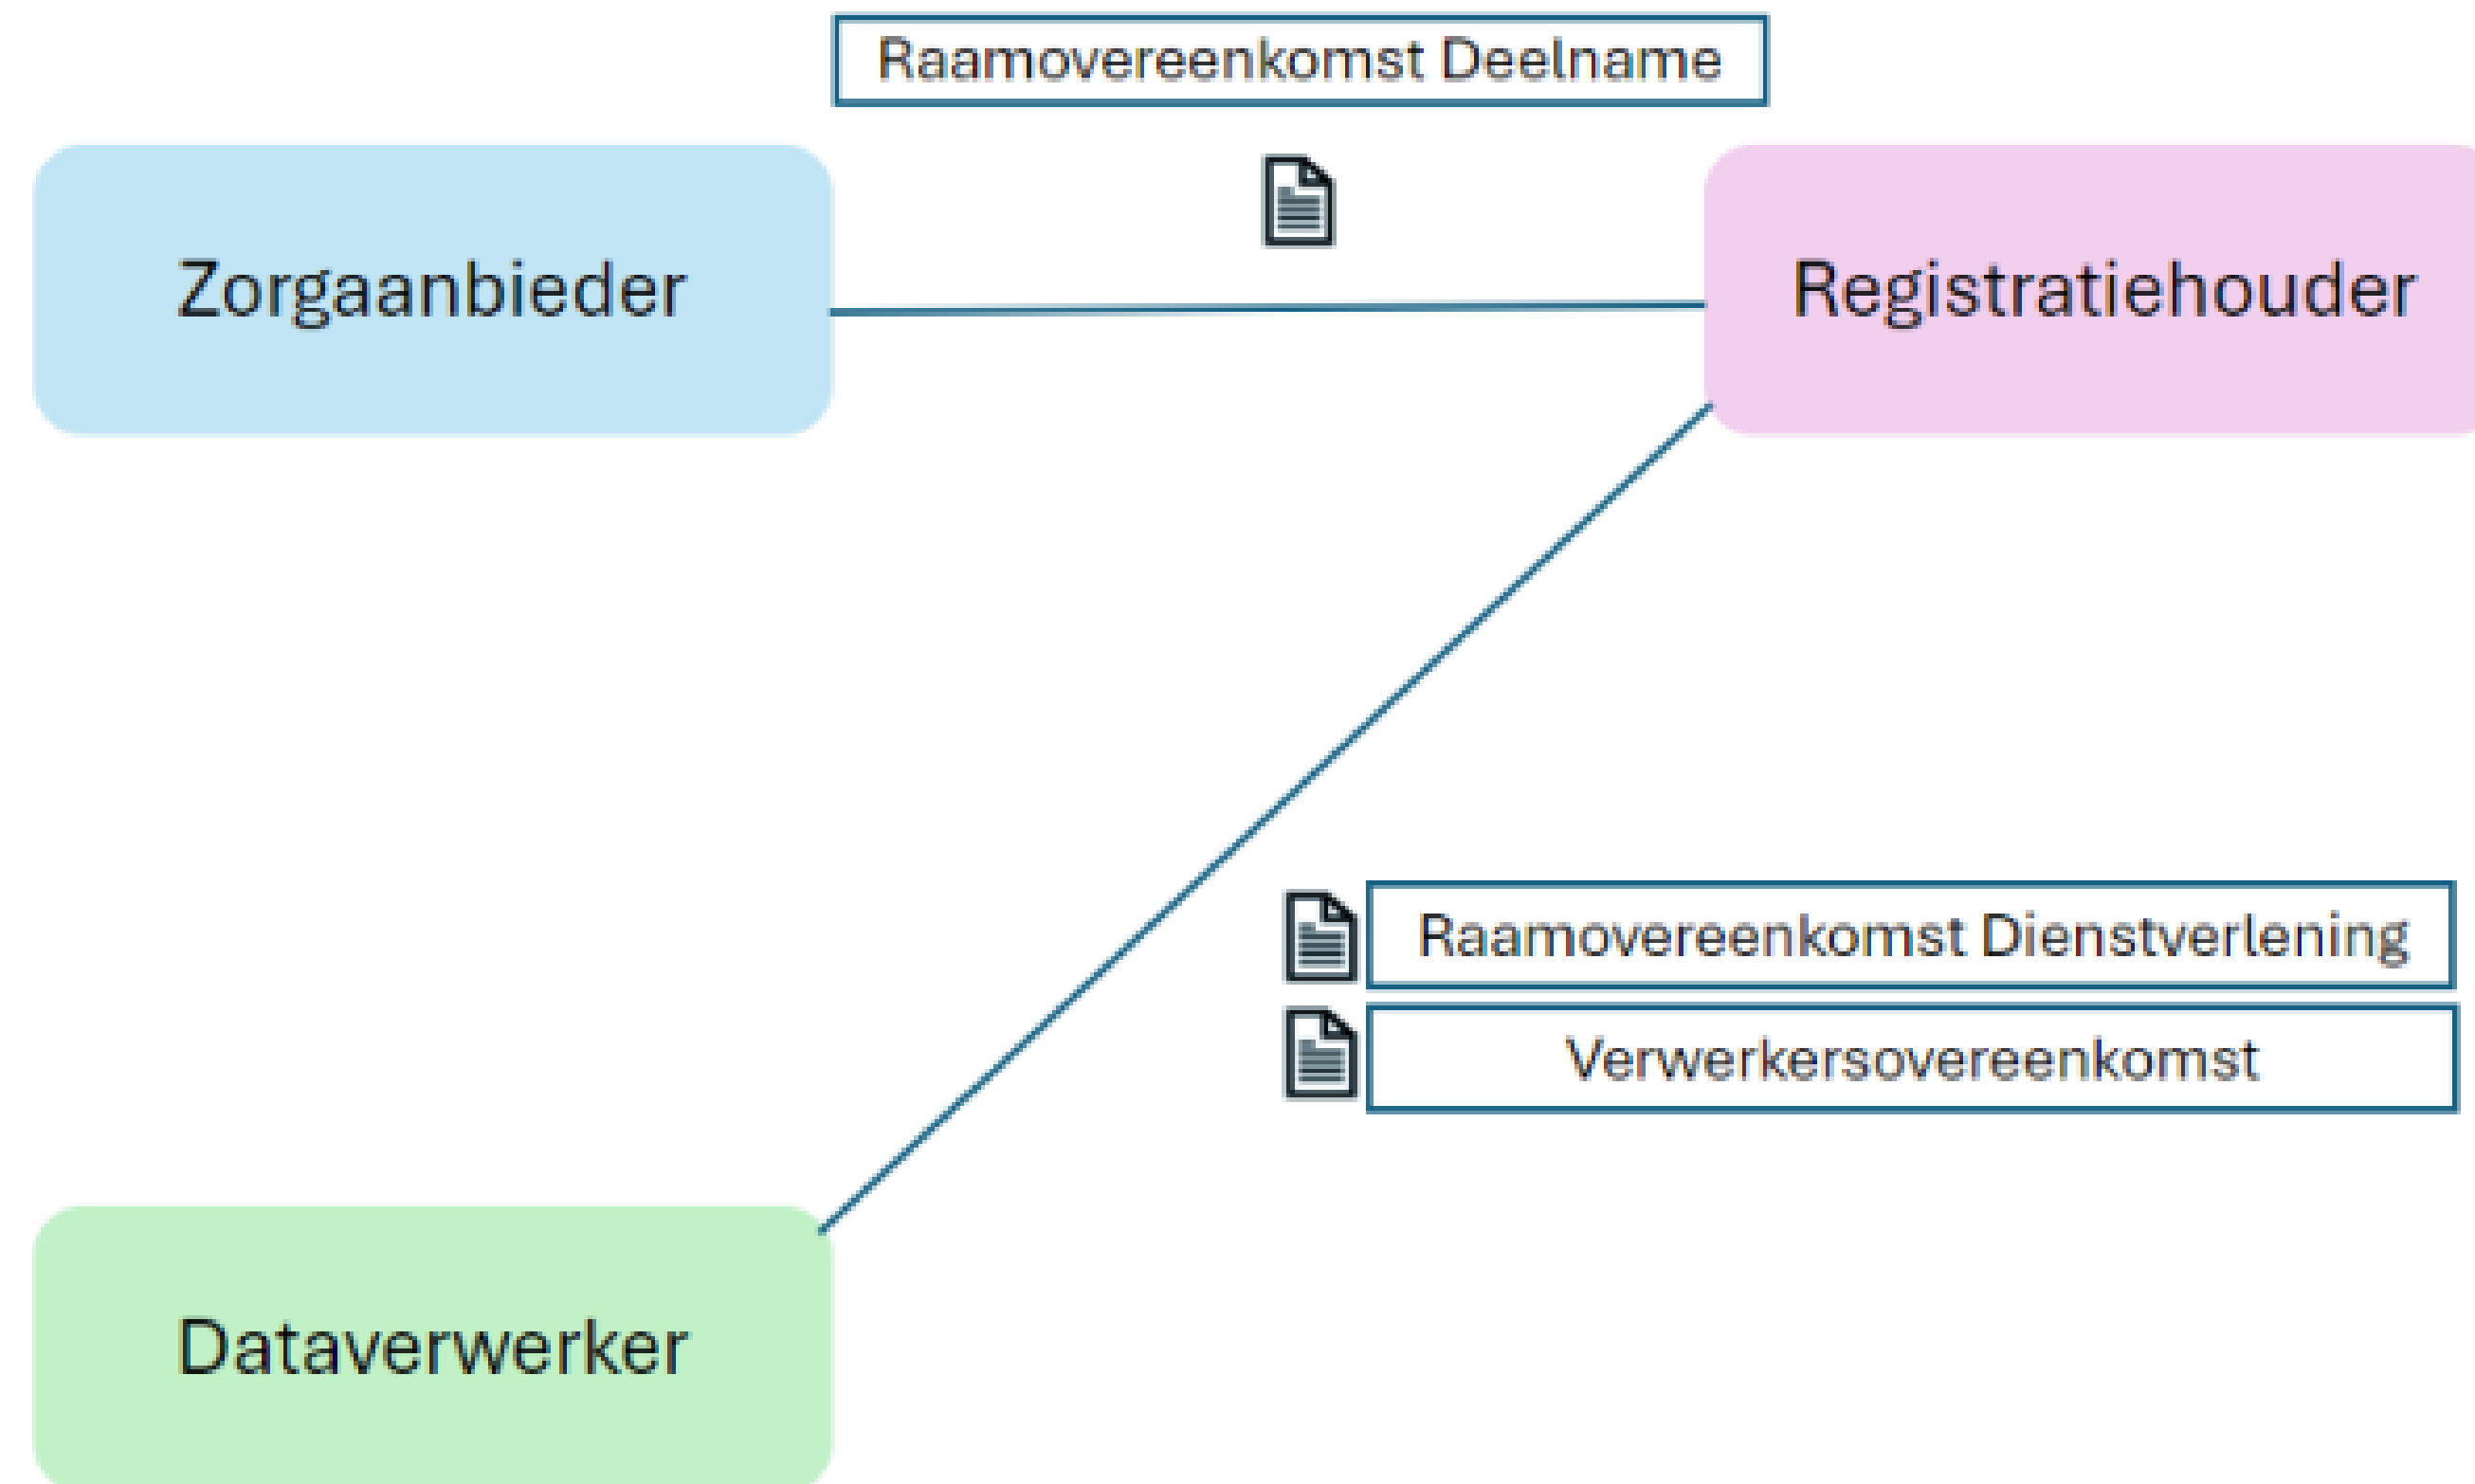 Raamovereenkomst Deelname
Zorgaanbieder
Registratiehouder
Raamovereenkomst Dienstverlening
Verwerkersovereenkomst
Dataverwerker